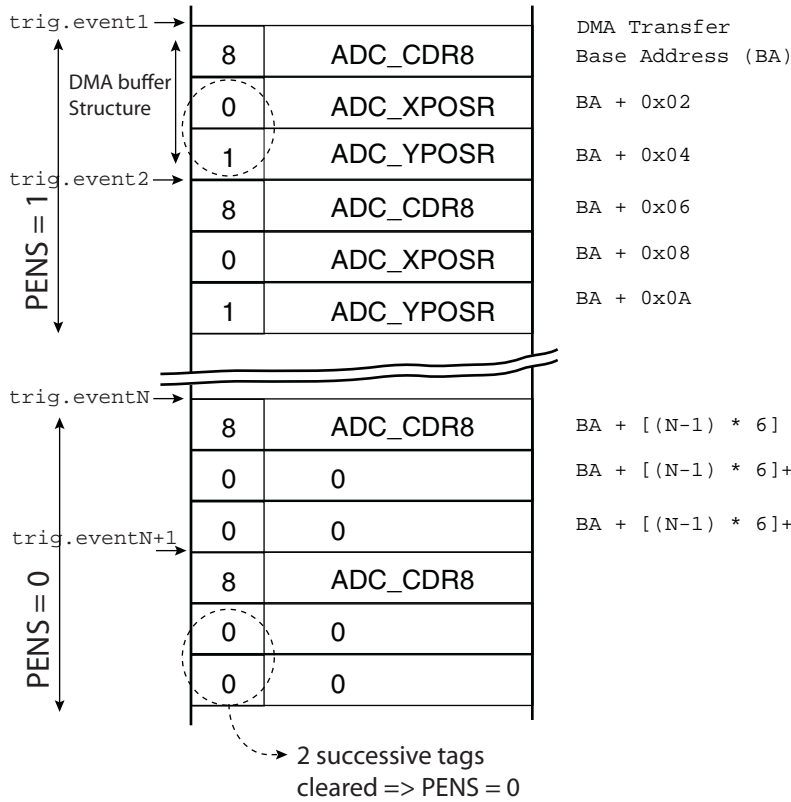 trig.event1
DMA Transfer
8 ADC_CDR8 Base Address (BA)
DMA buffer
Structure
0 ADC_XPOSR BA + 0x02
1 ADC_YPOSR BA + 0x04
trig.event2
8 ADC_CDR8 BA + 0x06
PENS = 1
0 ADC_XPOSR BA + 0x08
1 ADC_YPOSR BA + 0x0A
trig.eventN
8 ADC_CDR8 BA + [(N-1) * 6]
0 0 BA + [(N-1) * 6]+
0 0 BA + [(N-1) * 6]+
trig.eventN+1
8 ADC_CDR8
PENS = 0
0 0
0 0
2 successive tags
cleared => PENS = 0